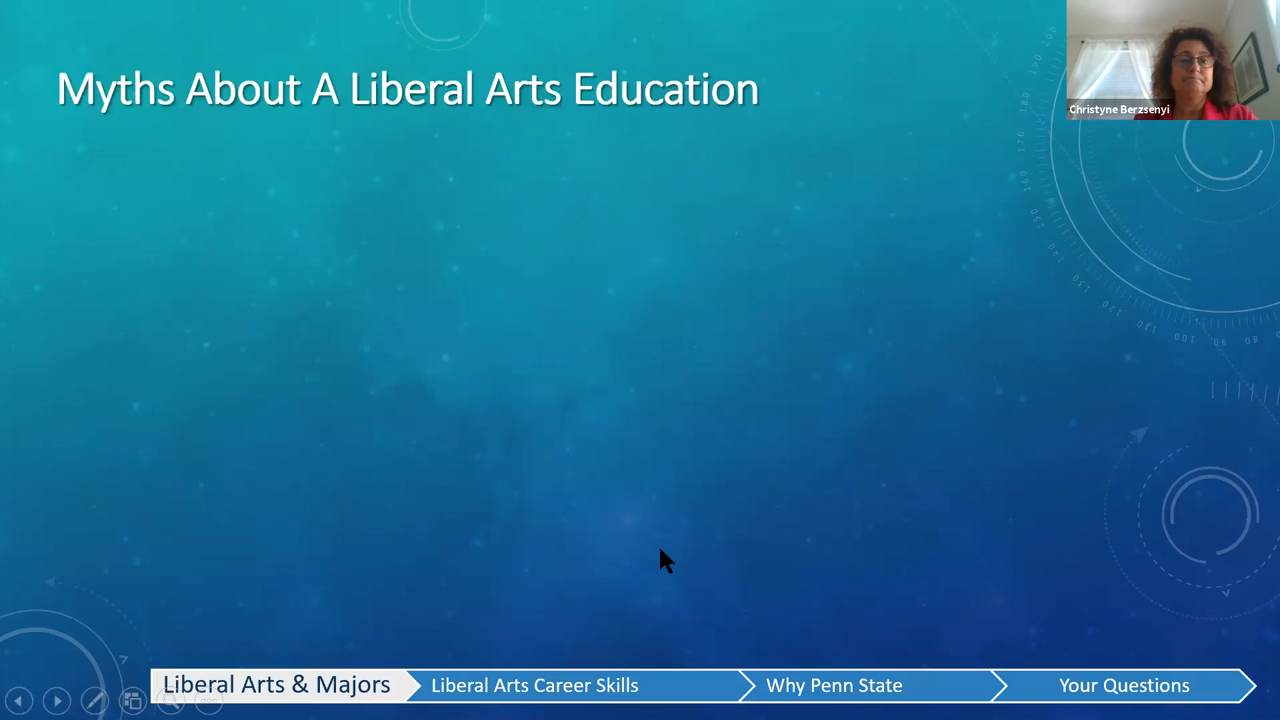 Myths About A Liberal Arts Education
Christyne Berzsenyi
Liberal Arts & Majors
Liberal Arts Career Skills
Why Penn State
Your Questions